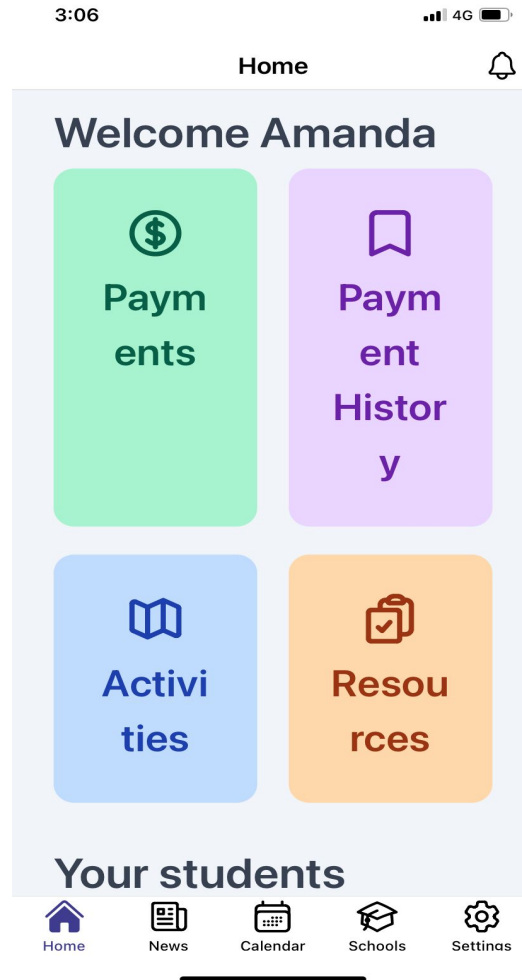 3:06 4G
Home
Welcome Amanda
Paym
ents
Paym
ent
Histor
y
Activi
ties
Resou
rces
Your students
Home News Calendar Schools Settings